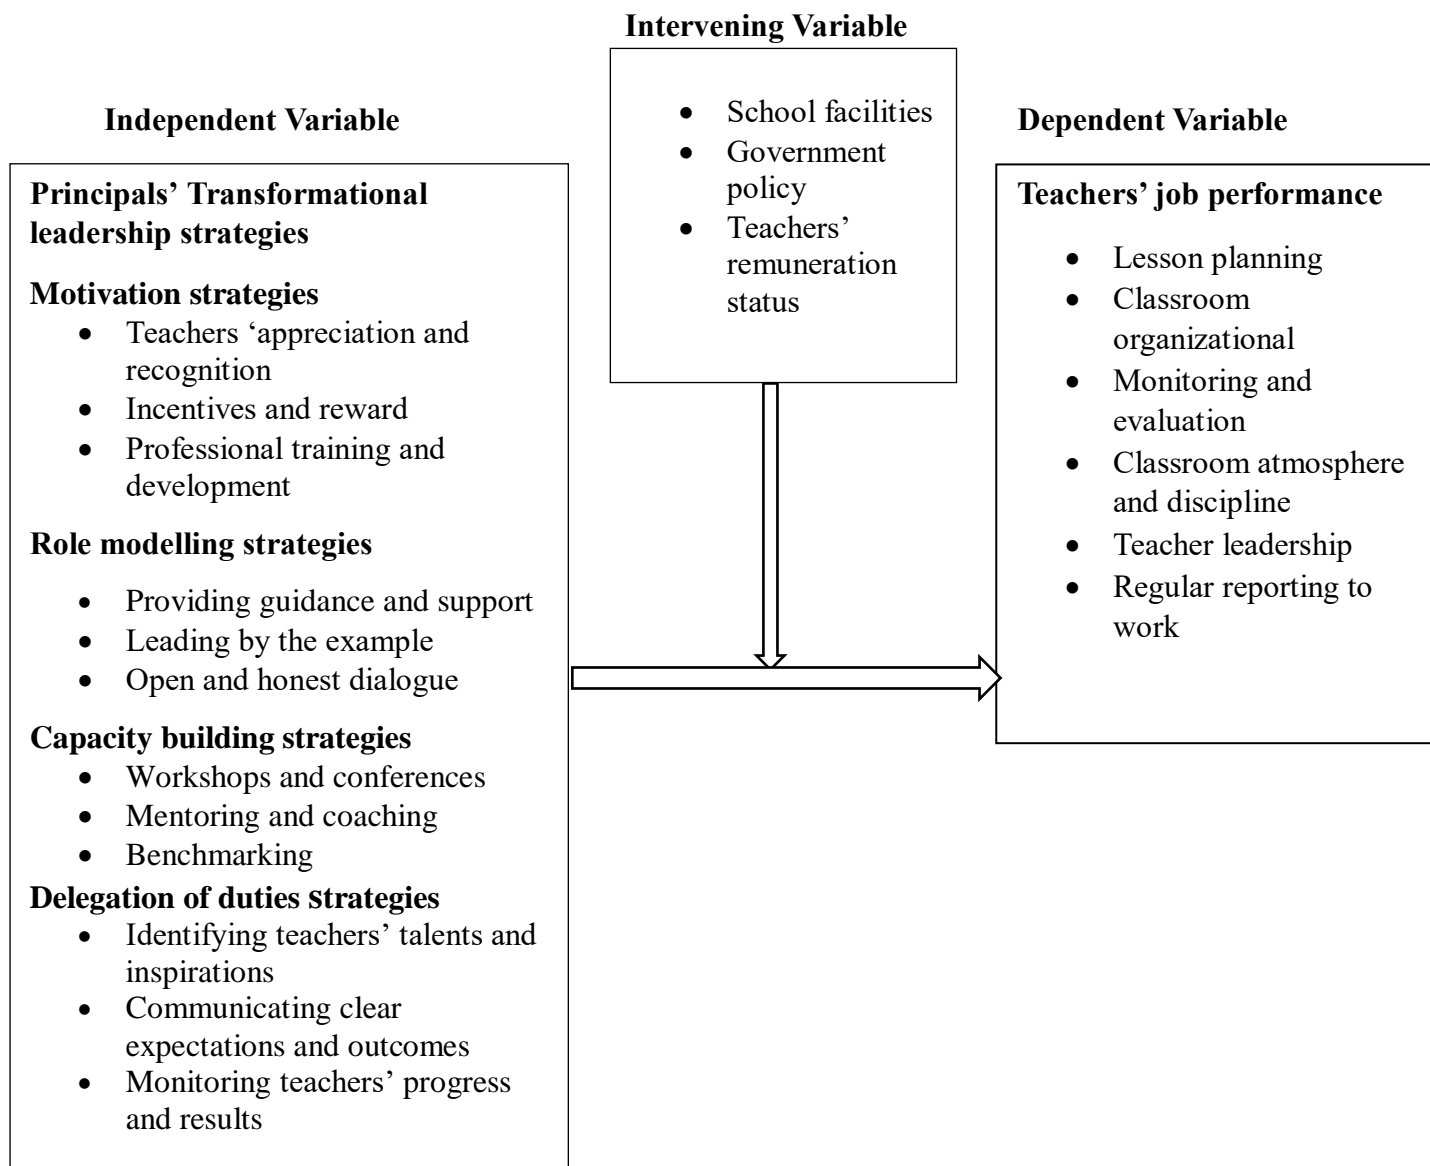 Intervening Variable
• School facilities
• Government
policy
• Teachers’
remuneration
status
Independent Variable
Principals’ Transformational
leadership strategies
Motivation strategies
• Teachers ‘appreciation and
recognition
• Incentives and reward
• Professional training and
development
Role modelling strategies
• Providing guidance and support
• Leading by the example
• Open and honest dialogue
Capacity building strategies
• Workshops and conferences
• Mentoring and coaching
• Benchmarking
Delegation of duties strategies
• Identifying teachers’ talents and
inspirations
• Communicating clear
expectations and outcomes
• Monitoring teachers’ progress
and results
Dependent Variable
Teachers’ job performance
• Lesson planning
• Classroom
organizational
• Monitoring and
evaluation
• Classroom atmosphere
and discipline
• Teacher leadership
• Regular reporting to
work